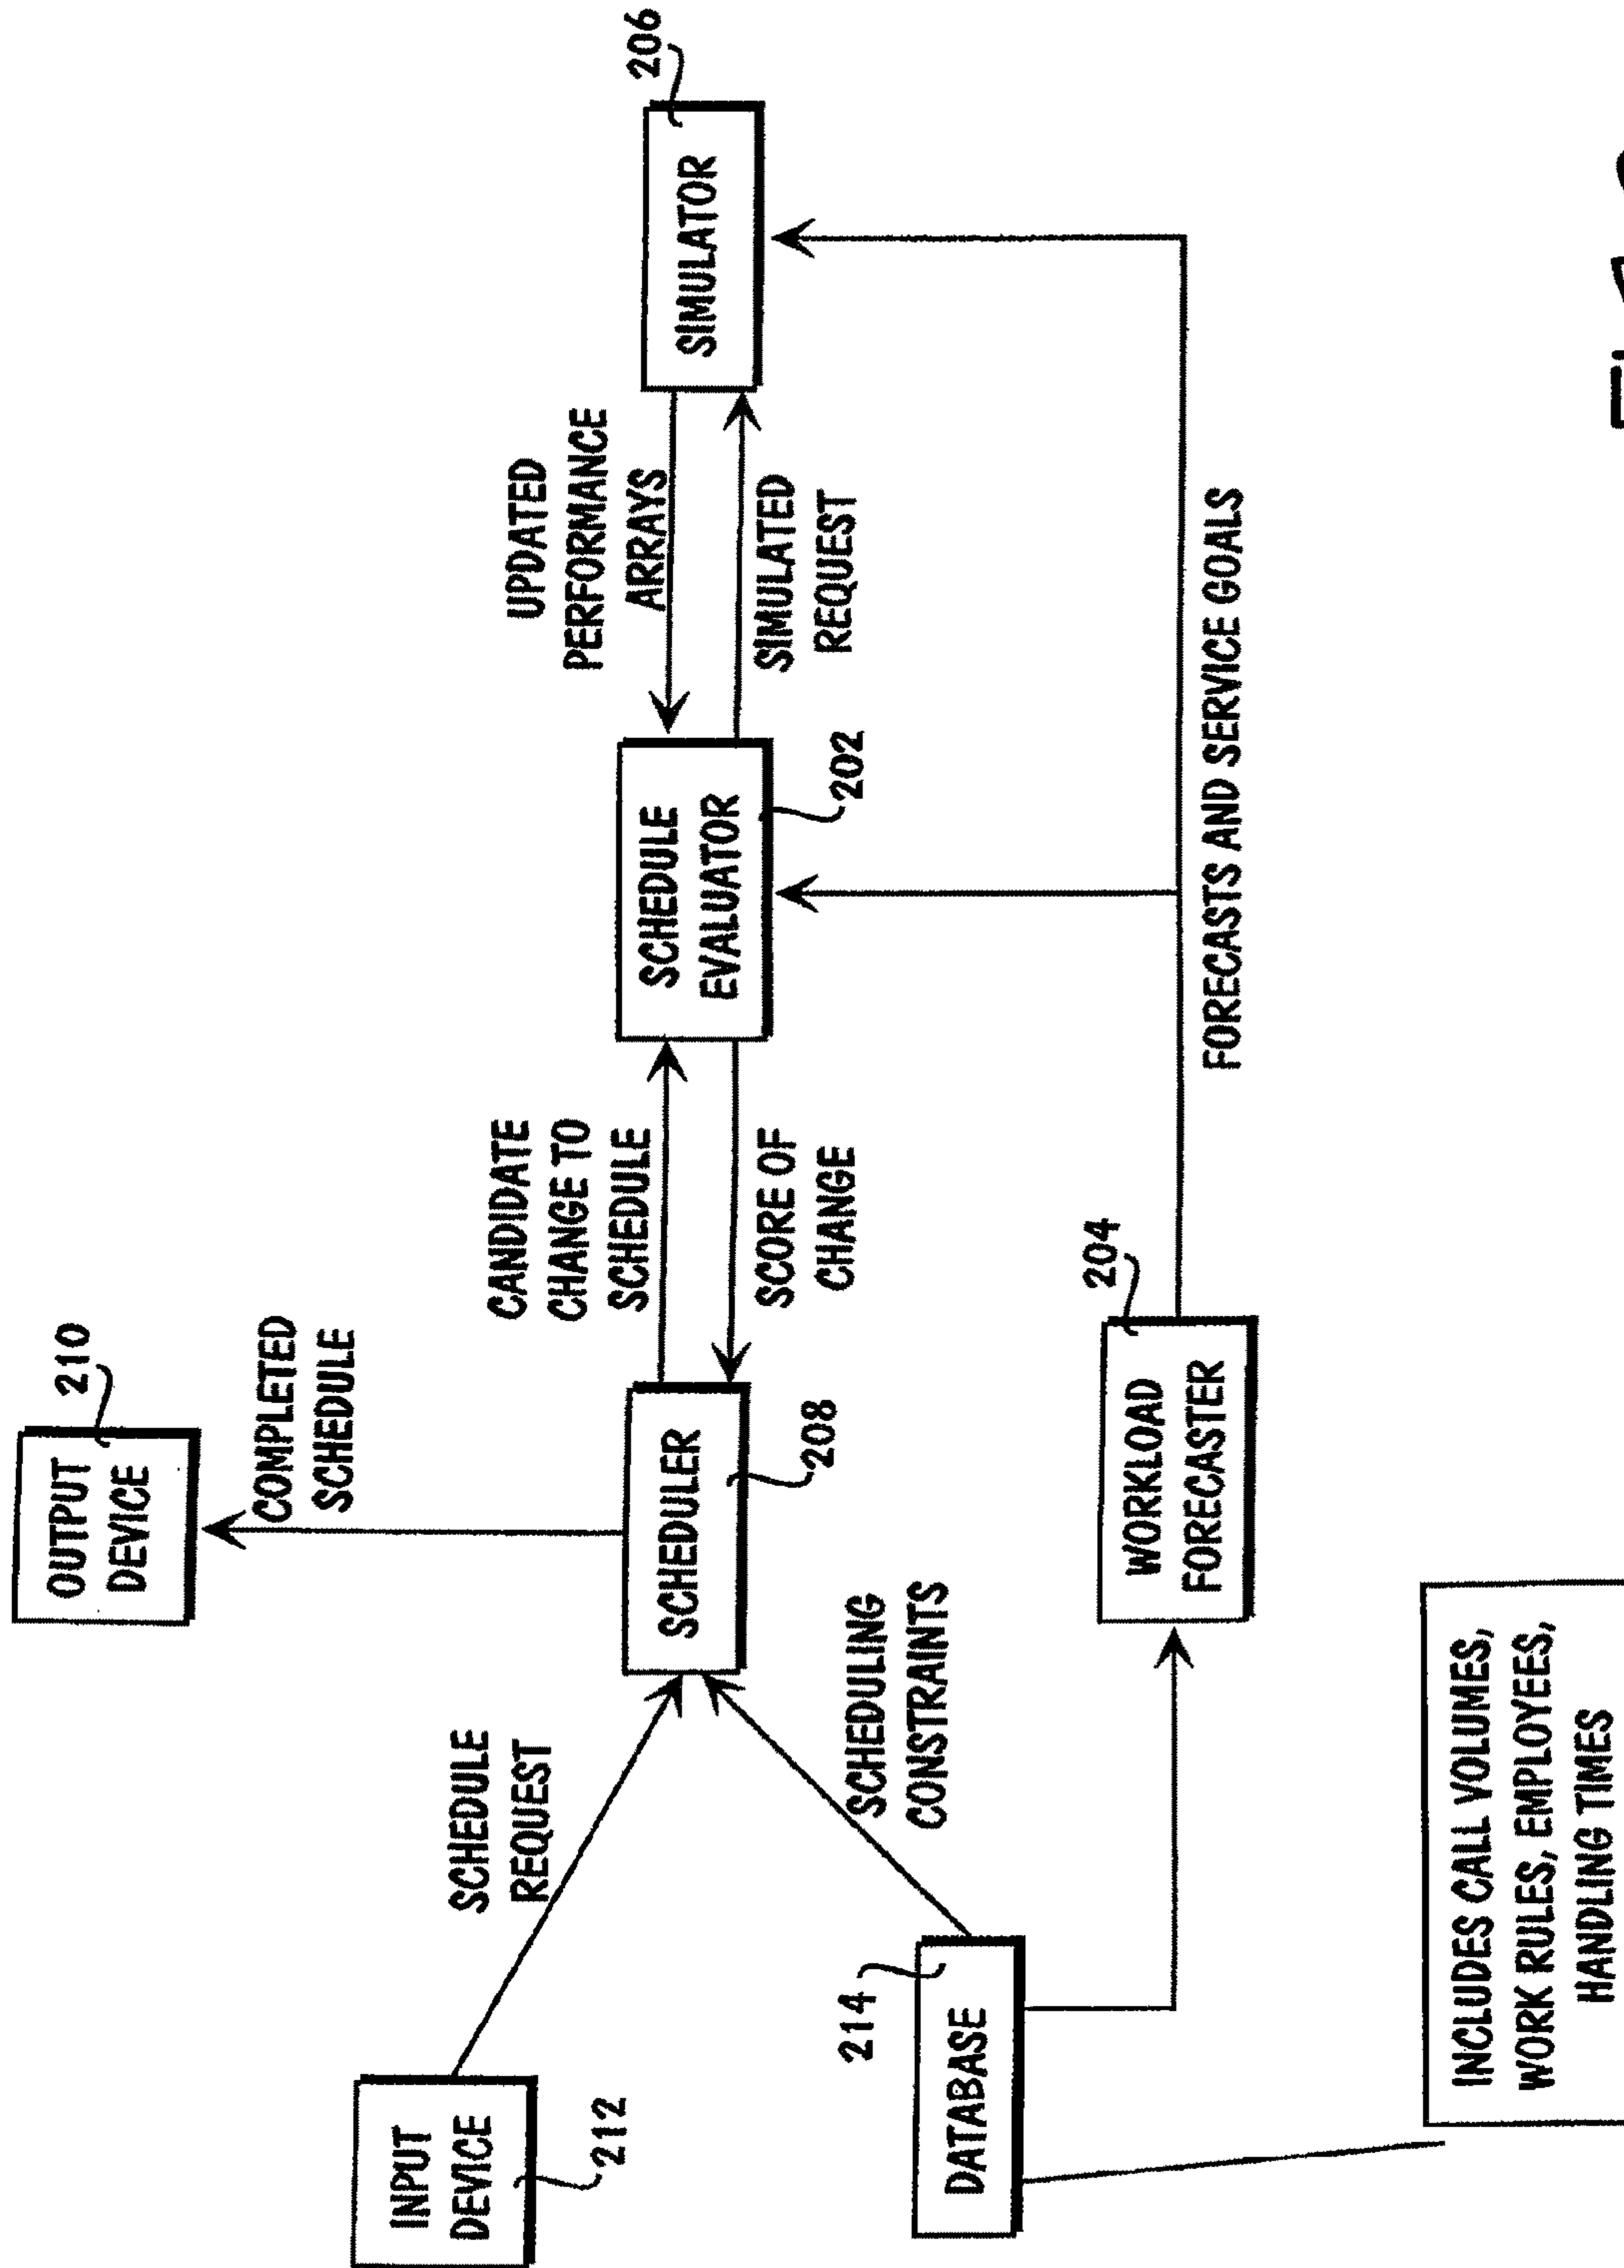 OUTPUT
DEVICE
210
COMPLETED
SCHEDULE
INPUT
DEVICE
212
SCHEDULE
REQUEST
SCHEDULER
208
CANDIDATE
CHANGE TO
SCHEDULE
SCORE OF
CHANGE
SCHEDULE
EVALUATOR
202
UPDATED
PERFORMANCE
ARRAYS
SIMULATED
REQUEST
SIMULATOR
206
DATABASE
214
SCHEDULING
CONSTRAINTS
WORKLOAD
FORECASTER
204
FORECASTS AND SERVICE GOALS
INCLUDES CALL VOLUMES,
WORK RULES, EMPLOYEES,
HANDLING TIMES